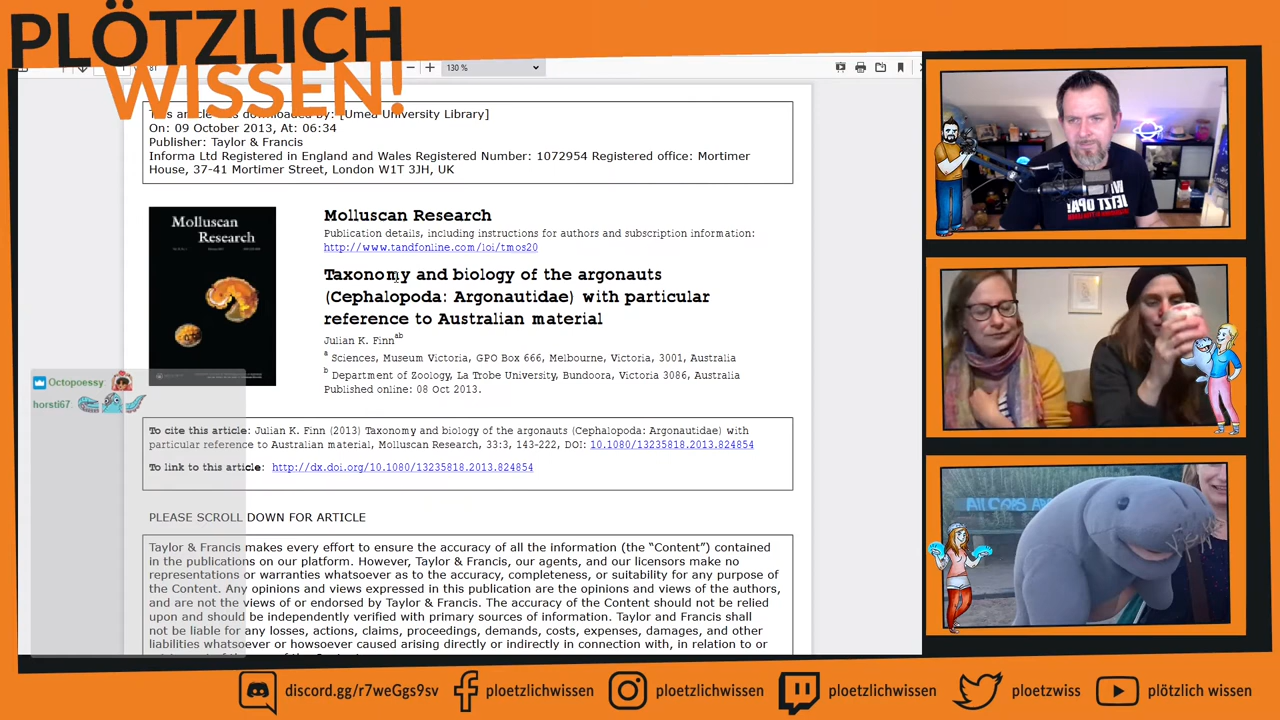 PLÖTZLICH
WISSEN!
130 %
This article was downloaded by: [Umeå University Library]
On: 09 October 2013, At: 06:34
Publisher: Taylor & Francis
Informa Ltd Registered in England and Wales Registered Number: 1072954 Registered office: Mortimer
House, 37-41 Mortimer Street, London W1T 3JH, UK
Molluscan
Research
Molluscan Research
Publication details, including instructions for authors and subscription information:
http://www.tandfonline.com/loi/tmos20
Taxonomy and biology of the argonauts
(Cephalopoda: Argonautidae) with particular
reference to Australian material
Julian K. Finn ab
a Sciences, Museum Victoria, GPO Box 666, Melbourne, Victoria, 3001, Australia
b Department of Zoology, La Trobe University, Bundoora, Victoria 3086, Australia
Published online: 08 Oct 2013.
Octopoessy:
horsti67:
To cite this article: Julian K. Finn (2013) Taxonomy and biology of the argonauts (Cephalopoda: Argonautidae) with
particular reference to Australian material, Molluscan Research, 33:3, 143-222, DOI: 10.1080/13235818.2013.824854
To link to this article: http://dx.doi.org/10.1080/13235818.2013.824854
PLEASE SCROLL DOWN FOR ARTICLE
Taylor & Francis makes every effort to ensure the accuracy of all the information (the “Content”) contained
in the publications on our platform. However, Taylor & Francis, our agents, and our licensors make no
representations or warranties whatsoever as to the accuracy, completeness, or suitability for any purpose of
the Content. Any opinions and views expressed in this publication are the opinions and views of the authors,
and are not the views of or endorsed by Taylor & Francis. The accuracy of the Content should not be relied
upon and should be independently verified with primary sources of information. Taylor and Francis shall
not be liable for any losses, actions, claims, proceedings, demands, costs, expenses, damages, and other
liabilities whatsoever or howsoever caused arising directly or indirectly in connection with, in relation to or
JETZT OPA!
All COPS ARE
discord.gg/r7weGgs9sv
ploetzlichwissen
ploetzlichwissen
ploetzlichwissen
ploetzwiss
plötzlich wissen